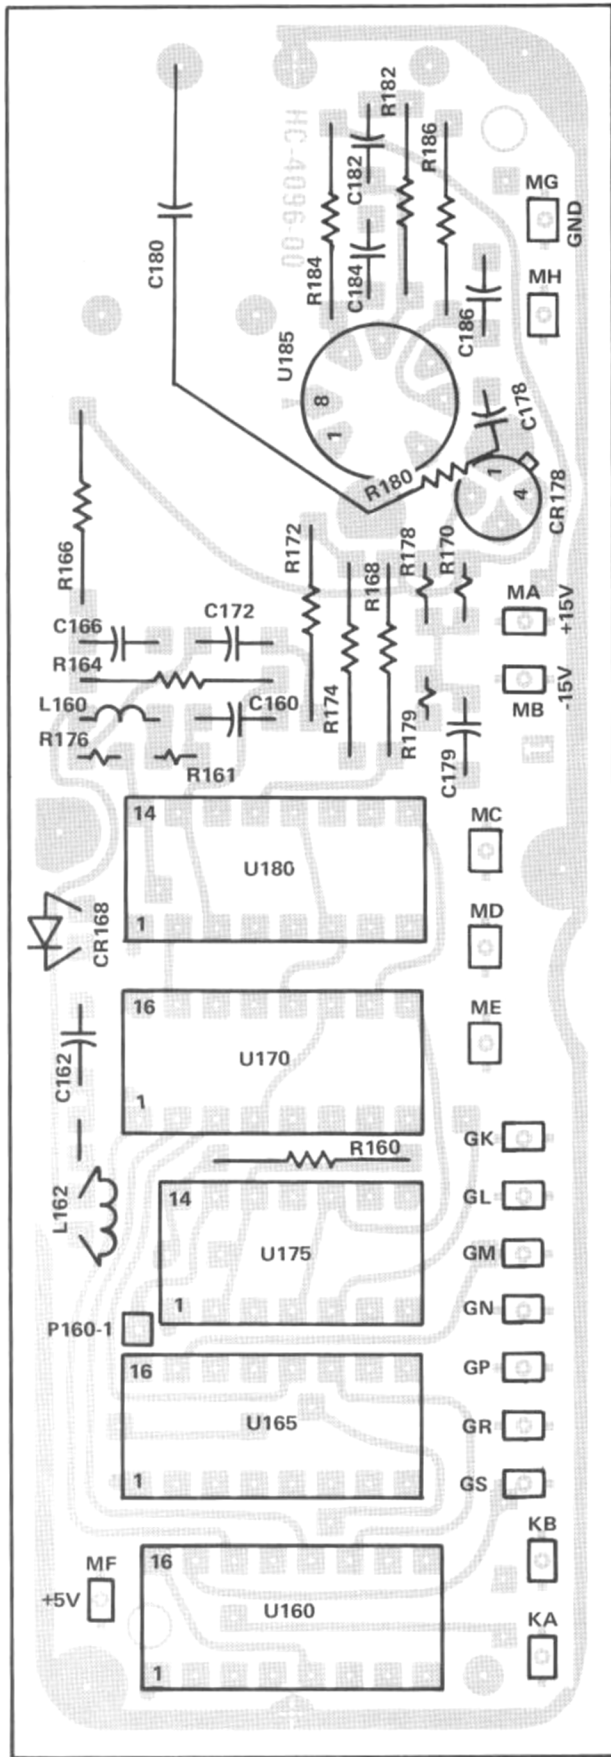 R182
HC-4096-00
C182
R186
MG
GND
C180
R184
C184
MH
C186
U185
8
1
C178
R180
1
4
CR178
R166
R172
R178
R170
C166
C172
R168
MA
+15V
R164
L160
C160
R174
MB
-15V
R176
R161
R179
C179
14
U180
1
MC
CR168
MD
16
U170
1
ME
C162
R160
GK
L162
14
U175
1
GL
GM
GN
P160-1
16
U165
1
GP
GR
GS
MF
+5V
16
U160
1
KB
KA